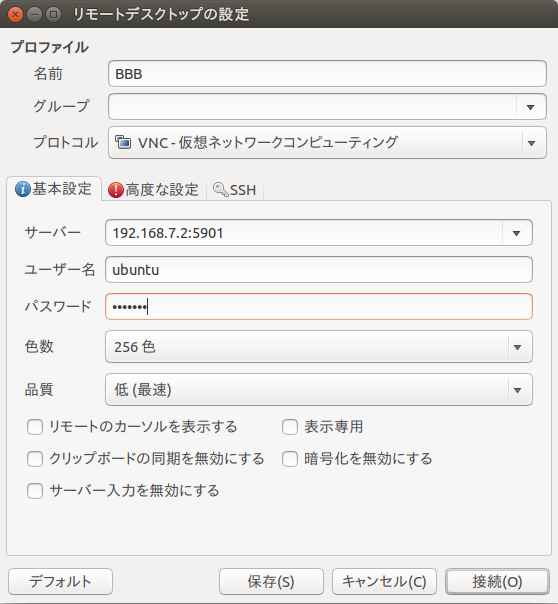 リモートデスクトップの設定
プロファイル
名前 BBB
グループ
プロトコル VNC - 仮想ネットワークコンピューティング
基本設定 高度な設定 SSH
サーバー 192.168.7.2:5901
ユーザー名 ubuntu
パスワード •••••••
色数 256 色
品質 低 (最速)
リモートのカーソルを表示する 表示専用
クリップボードの同期を無効にする 暗号化を無効にする
サーバー入力を無効にする
デフォルト 保存(S) キャンセル(C) 接続(O)